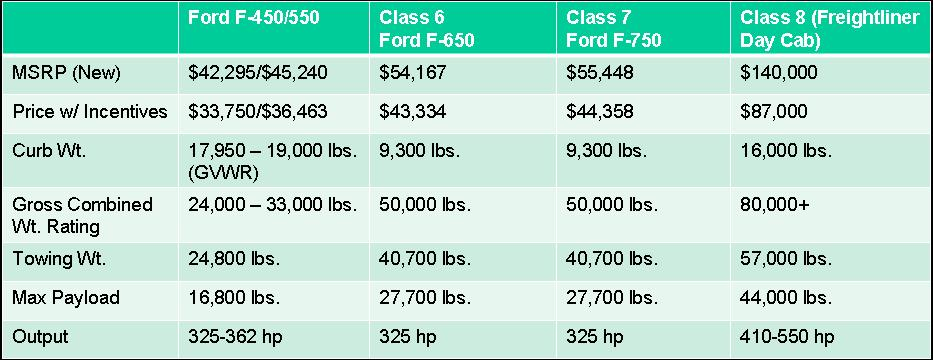 Ford F-450/550 Class 6 Class 7 Class 8 (Freightliner
Ford F-650 Ford F-750 Day Cab)
MSRP (New) $42,295/$45,240 $54,167 $55,448 $140,000
Price w/ Incentives $33,750/$36,463 $43,334 $44,358 $87,000
Curb Wt. 17,950 – 19,000 lbs. 9,300 lbs. 9,300 lbs. 16,000 lbs.
(GVWR)
Gross Combined 24,000 – 33,000 lbs. 50,000 lbs. 50,000 lbs. 80,000+
Wt. Rating
Towing Wt. 24,800 lbs. 40,700 lbs. 40,700 lbs. 57,000 lbs.
Max Payload 16,800 lbs. 27,700 lbs. 27,700 lbs. 44,000 lbs.
Output 325-362 hp 325 hp 325 hp 410-550 hp